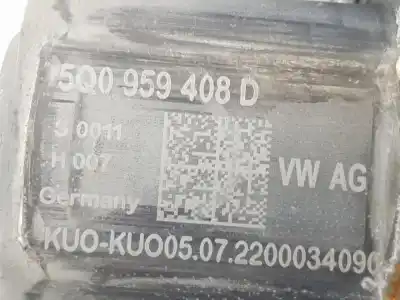 5Q0 959 408 D
S 0011
H 007
VW AG
Germany
KUO-KUO05.07.2200034090